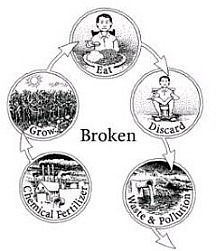 Eat
Grow
Discard
Broken
Chemical Fertilizer
Waste & Pollution